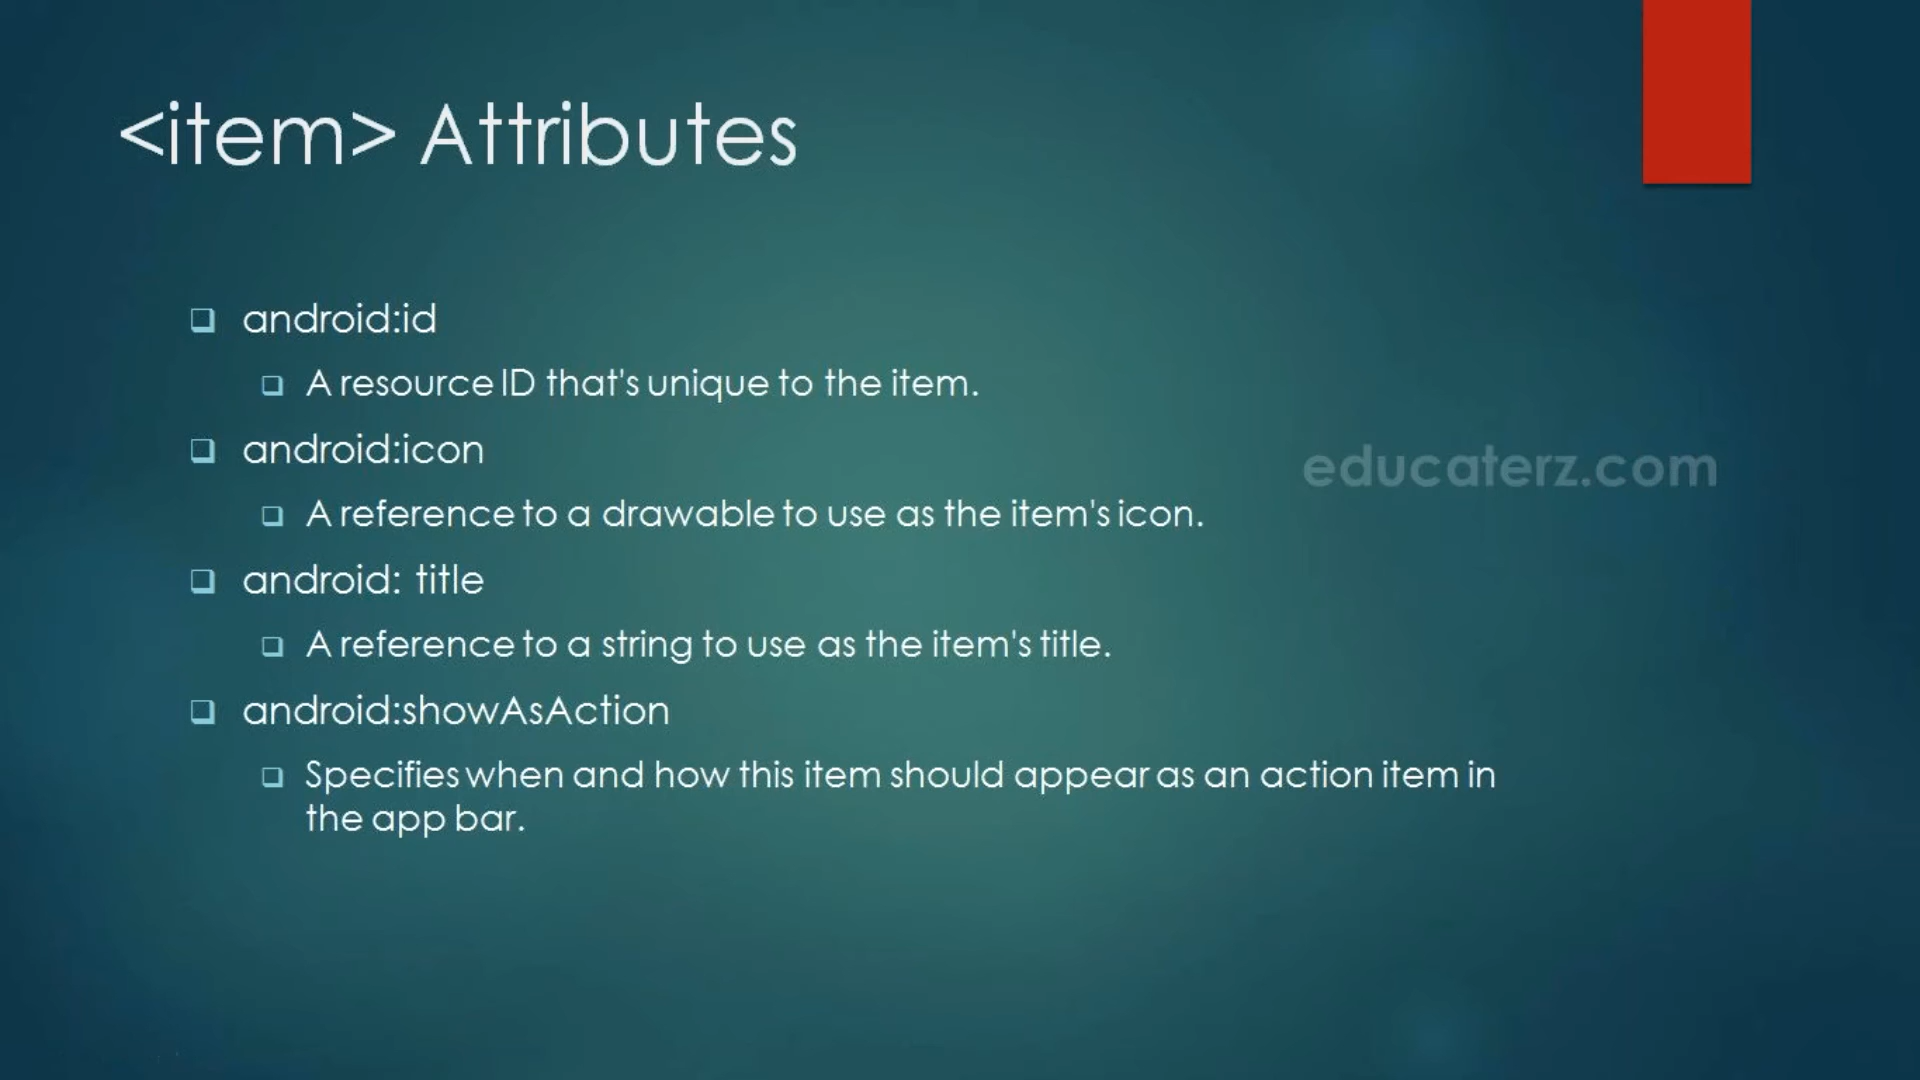 <item> Attributes
android:id
A resource ID that's unique to the item.
android:icon
educaterz.com
A reference to a drawable to use as the item's icon.
android: title
A reference to a string to use as the item's title.
android:showAsAction
Specifies when and how this item should appear as an action item in
the app bar.